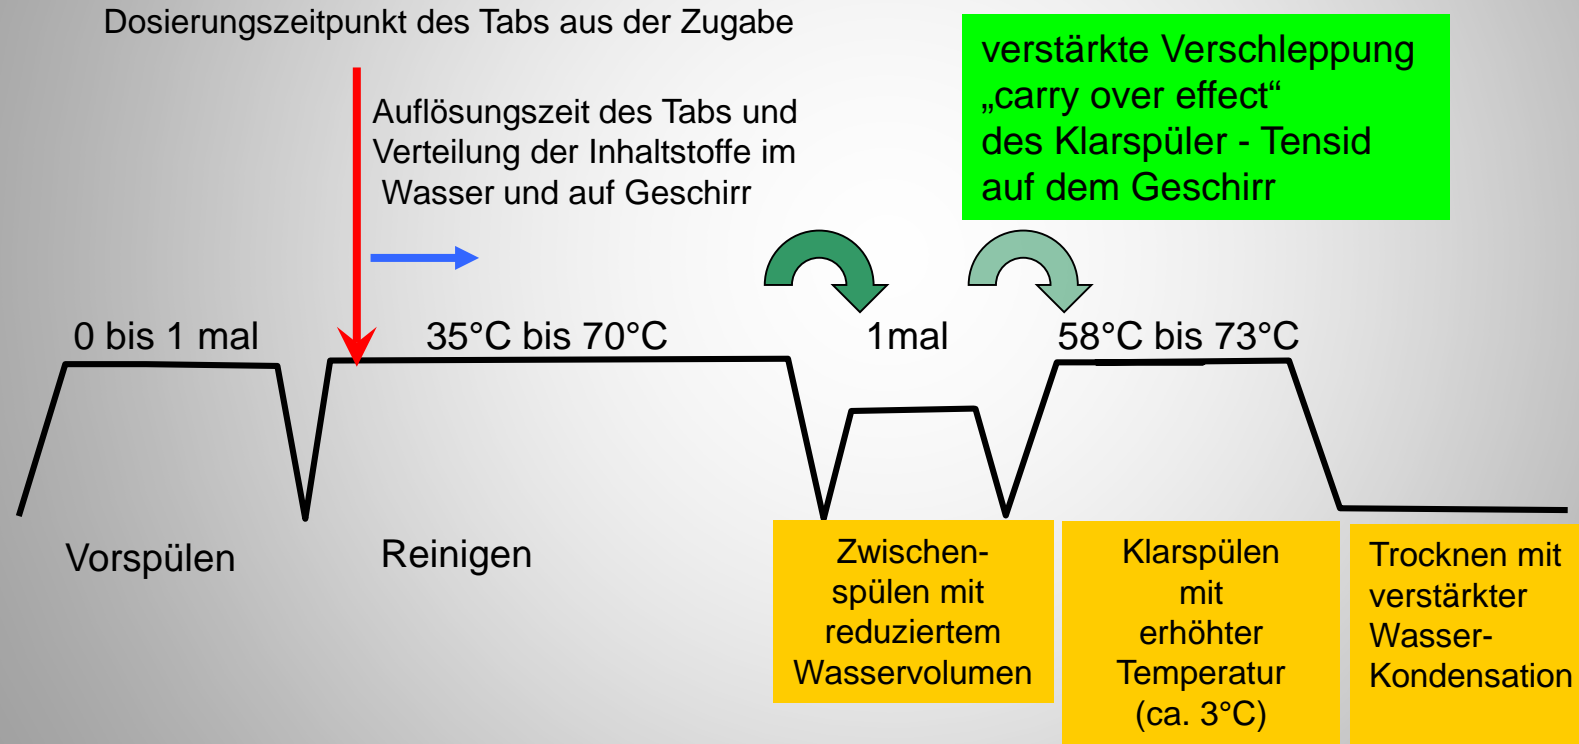 Dosierungszeitpunkt des Tabs aus der Zugabe
verstärkte Verschleppung
„carry over effect“
des Klarspüler - Tensid
auf dem Geschirr
Auflösungszeit des Tabs und
Verteilung der Inhaltstoffe im
Wasser und auf Geschirr
0 bis 1 mal
35°C bis 70°C
1mal
58°C bis 73°C
Vorspülen
Reinigen
Zwischen-
spülen mit
reduziertem
Wasservolumen
Klarspülen
mit
erhöhter
Temperatur
(ca. 3°C)
Trocknen mit
verstärkter
Wasser-
Kondensation